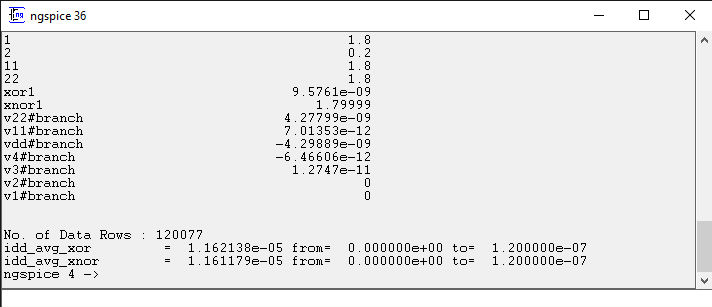 ngspice 36
1 1.8
2 0.2
11 1.8
22 1.8
xor1 9.5761e-09
xnor1 1.79999
v22#branch 4.27799e-09
v11#branch 7.01353e-12
vdd#branch -4.29889e-09
v4#branch -6.46606e-12
v3#branch 1.2747e-11
v2#branch 0
v1#branch 0
No. of Data Rows : 120077
idd_avg_xor = 1.162138e-05 from= 0.000000e+00 to= 1.200000e-07
idd_avg_xnor = 1.161179e-05 from= 0.000000e+00 to= 1.200000e-07
ngspice 4 ->